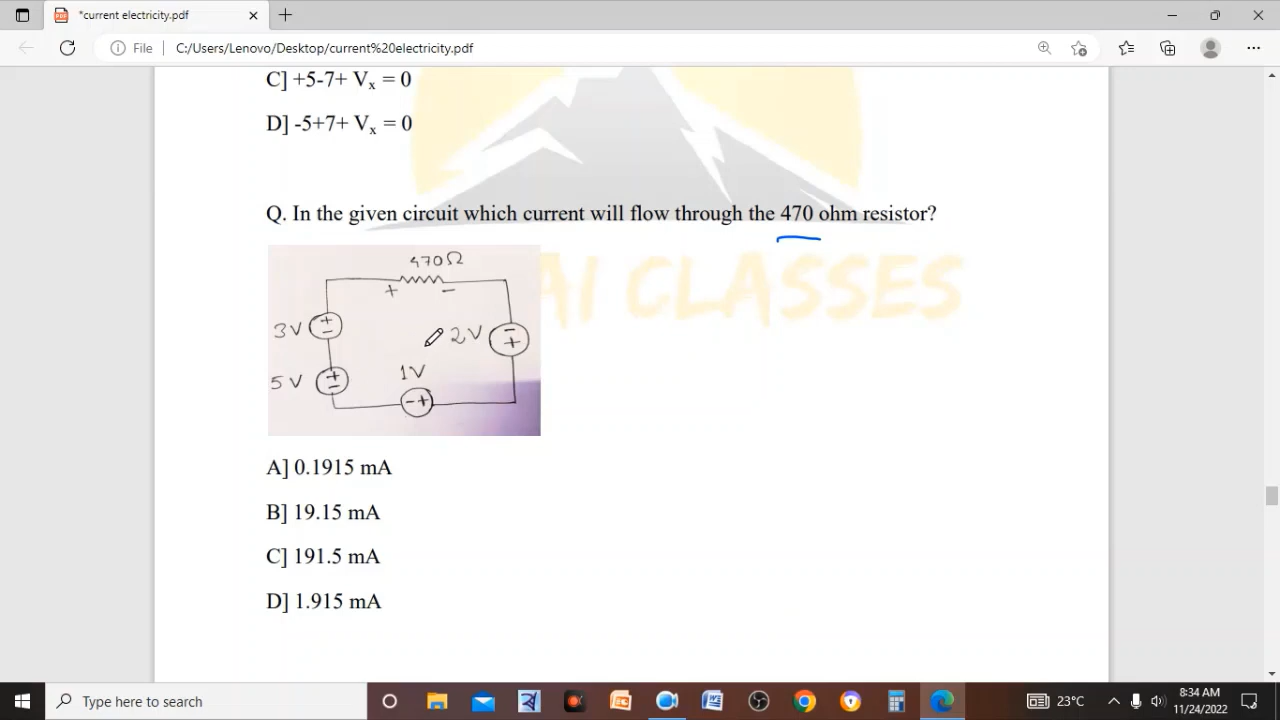 *current electricity.pdf
File
C:/Users/Lenovo/Desktop/current%20electricity.pdf
C] +5-7+ Vx = 0
D] -5+7+ Vx = 0
Q. In the given circuit which current will flow through the 470 ohm resistor?
470Ω
+ −
3V + −
2V − +
5V + −
1V
− +
AI CLASSES
A] 0.1915 mA
B] 19.15 mA
C] 191.5 mA
D] 1.915 mA
Type here to search
23°C
8:34 AM
11/24/2022